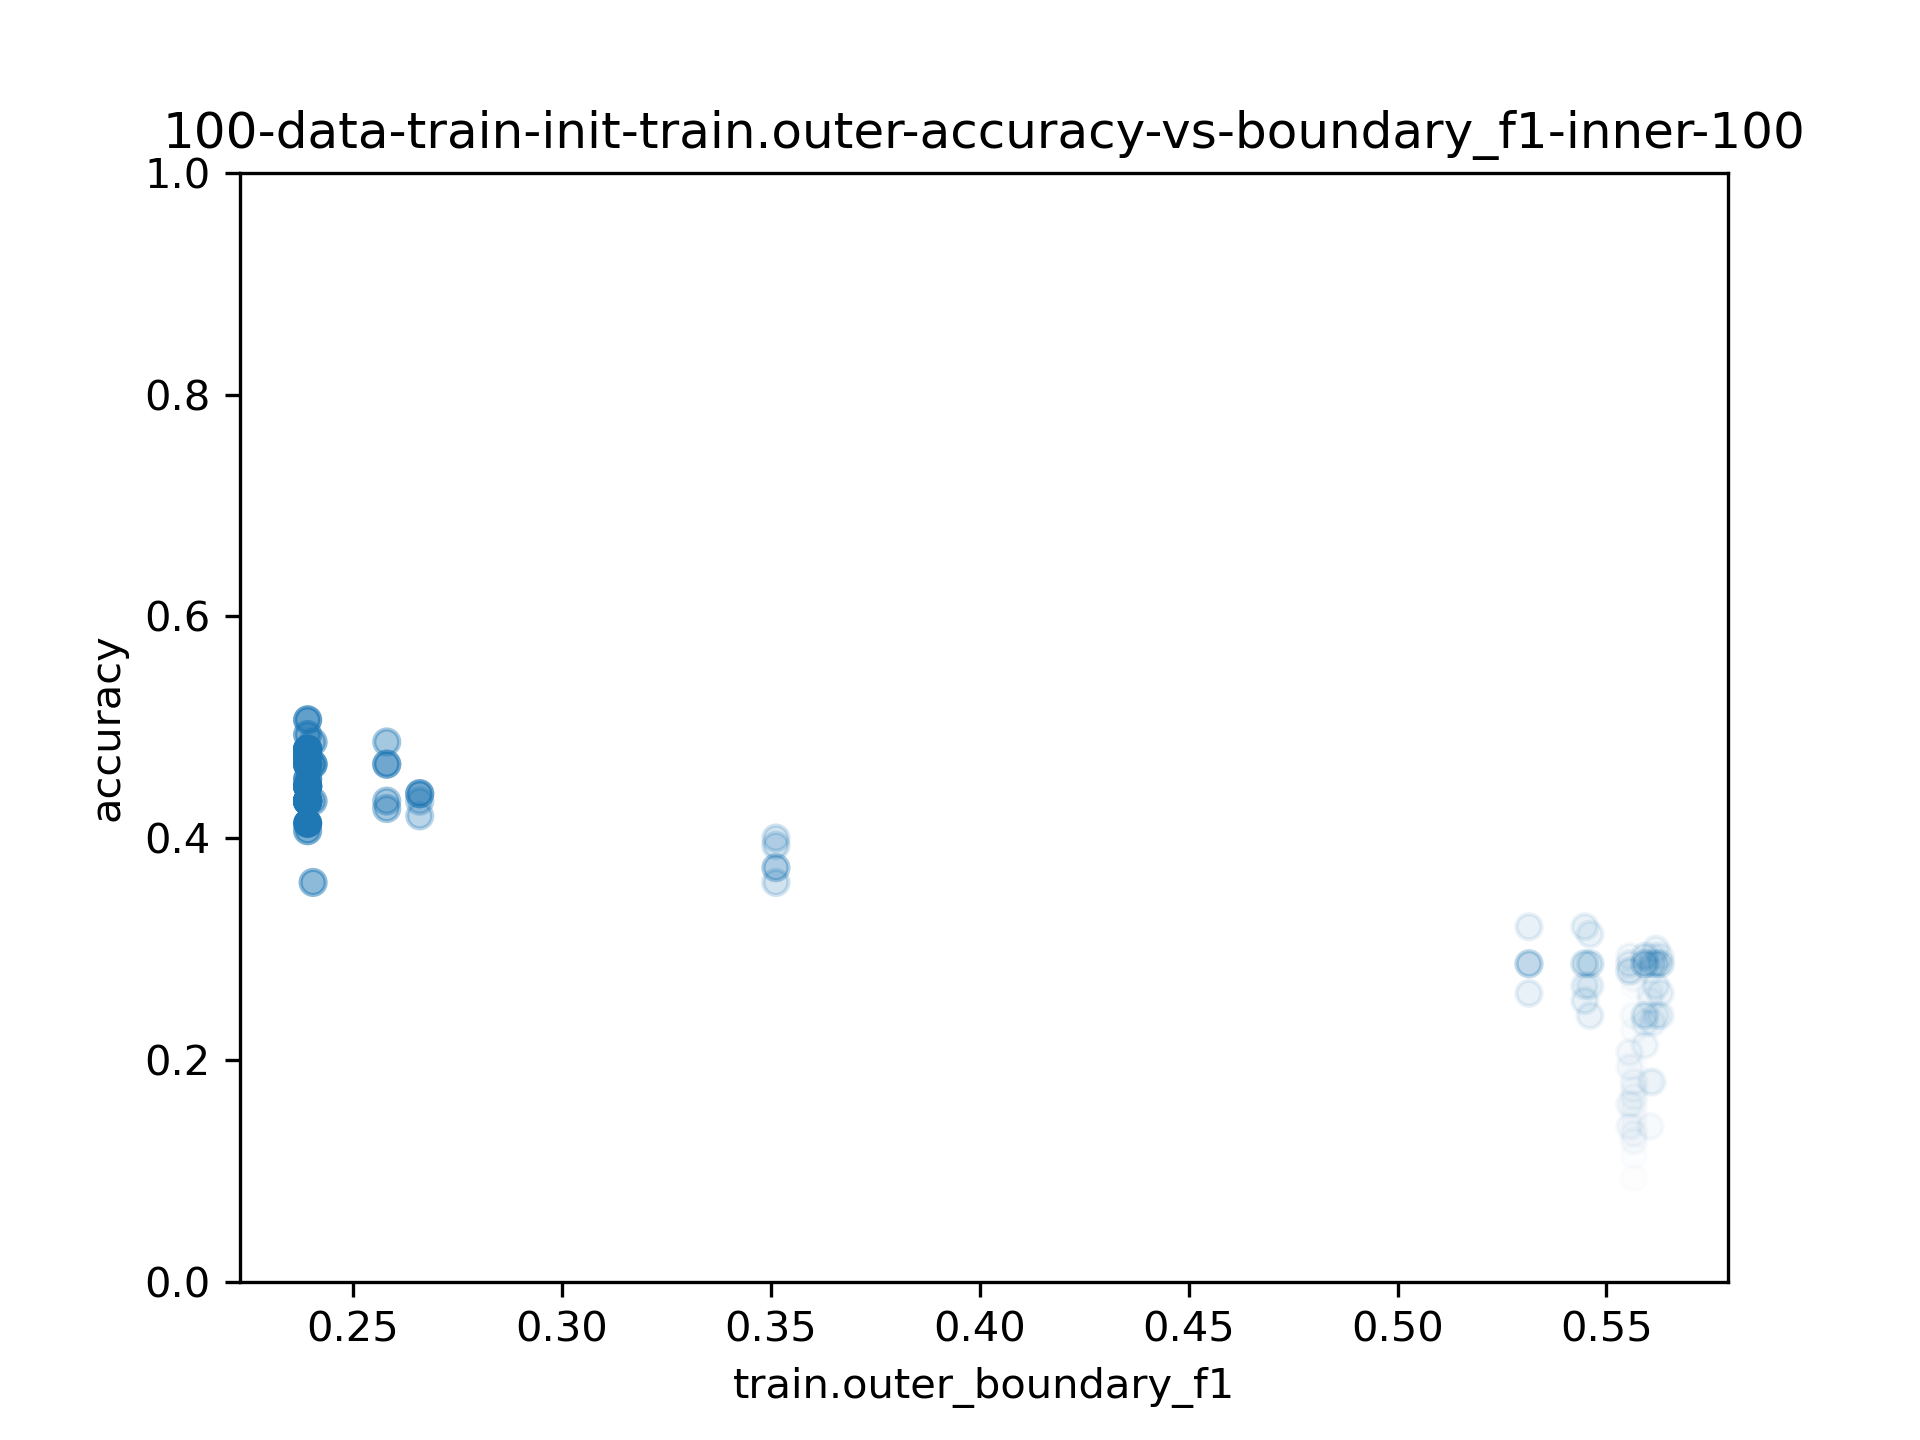 100-data-train-init-train.outer-accuracy-vs-boundary_f1-inner-100
1.0
0.8
0.6
0.4
0.2
0.0
accuracy
0.25 0.30 0.35 0.40 0.45 0.50 0.55
train.outer_boundary_f1